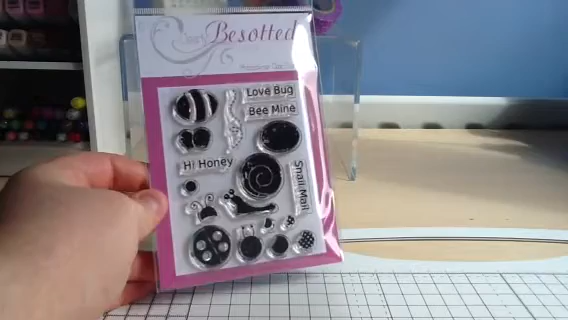 Besotted
Love Bug
Bee Mine
Hi Honey
Snail Mail